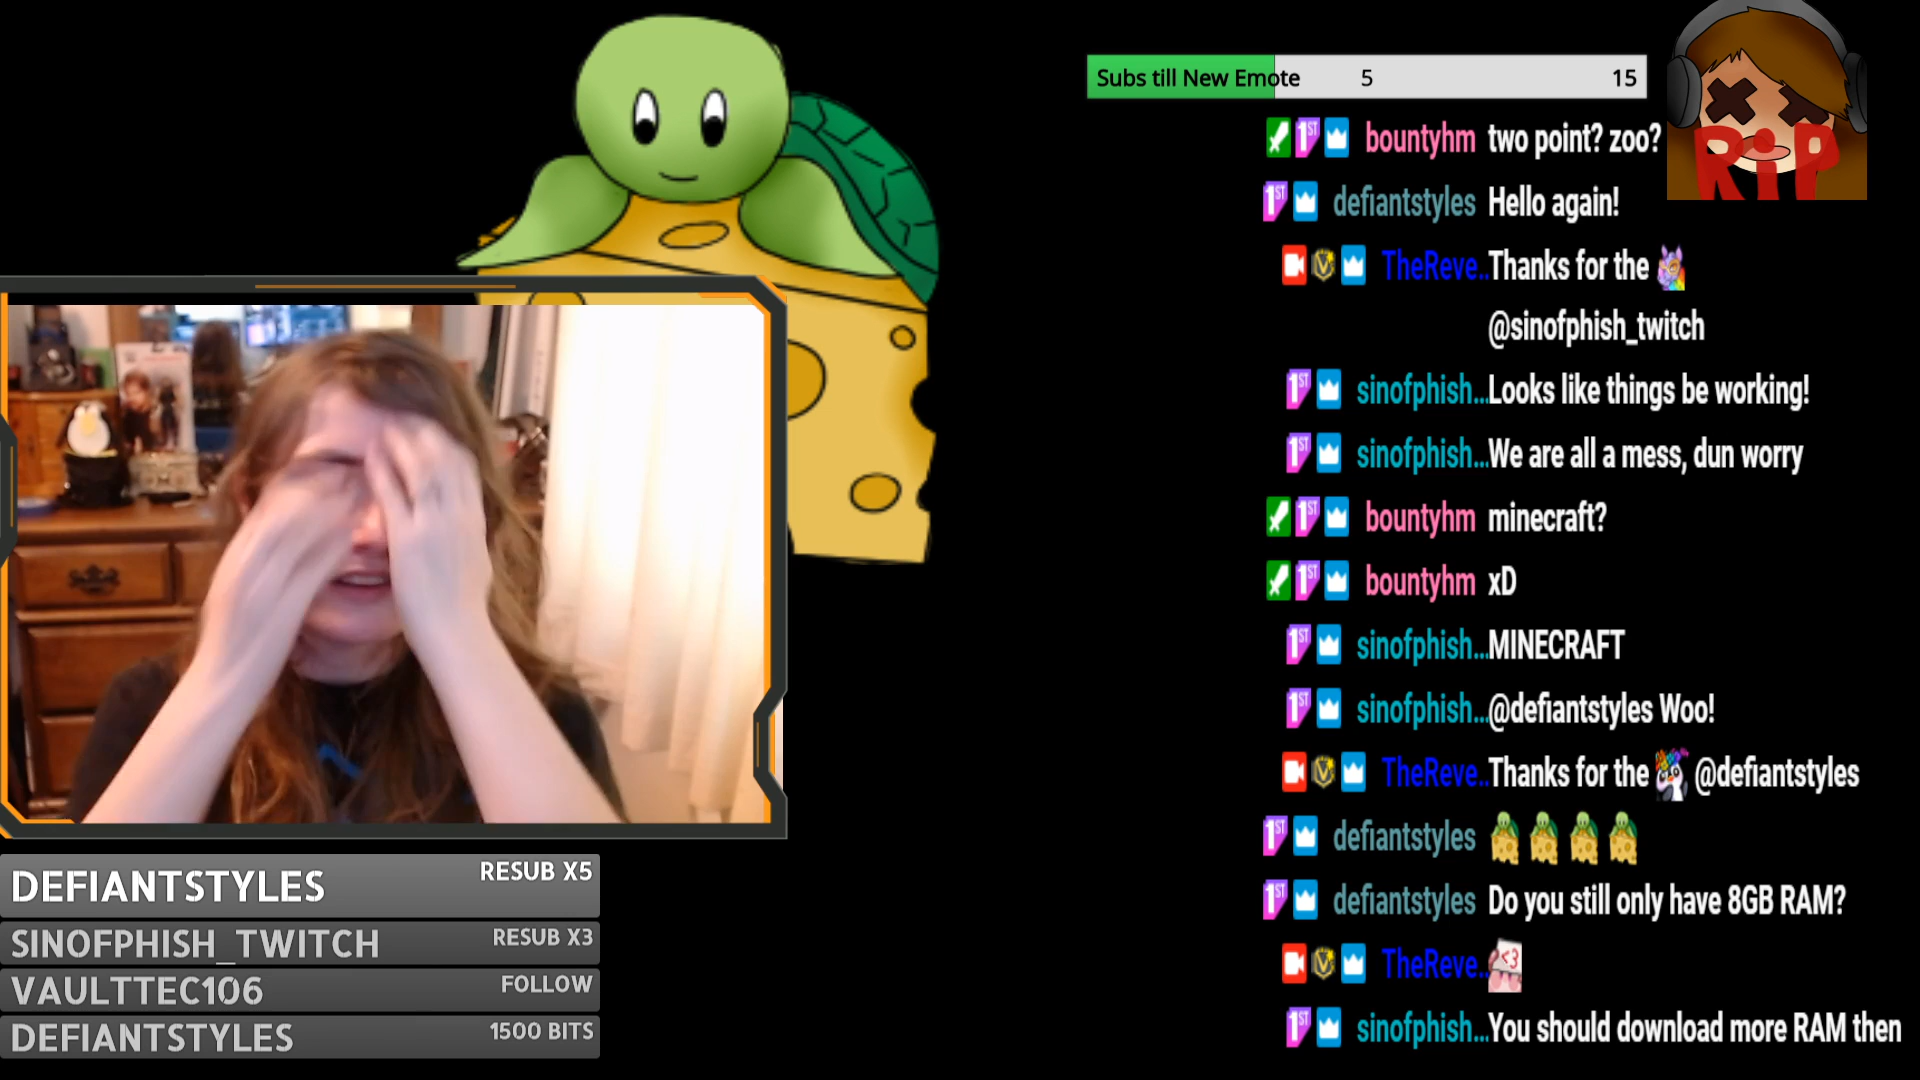 Subs till New Emote 5 15
RiP
bountyhm two point? zoo?
defiantstyles Hello again!
TheReve.. Thanks for the
@sinofphish_twitch
sinofphish... Looks like things be working!
sinofphish... We are all a mess, dun worry
bountyhm minecraft?
bountyhm xD
sinofphish... MINECRAFT
sinofphish... @defiantstyles Woo!
TheReve.. Thanks for the @defiantstyles
defiantstyles
defiantstyles Do you still only have 8GB RAM?
TheReve.. <3
sinofphish... You should download more RAM then
DEFIANTSTYLES RESUB X5
SINOFPHISH_TWITCH RESUB X3
VAULTTEC106 FOLLOW
DEFIANTSTYLES 1500 BITS